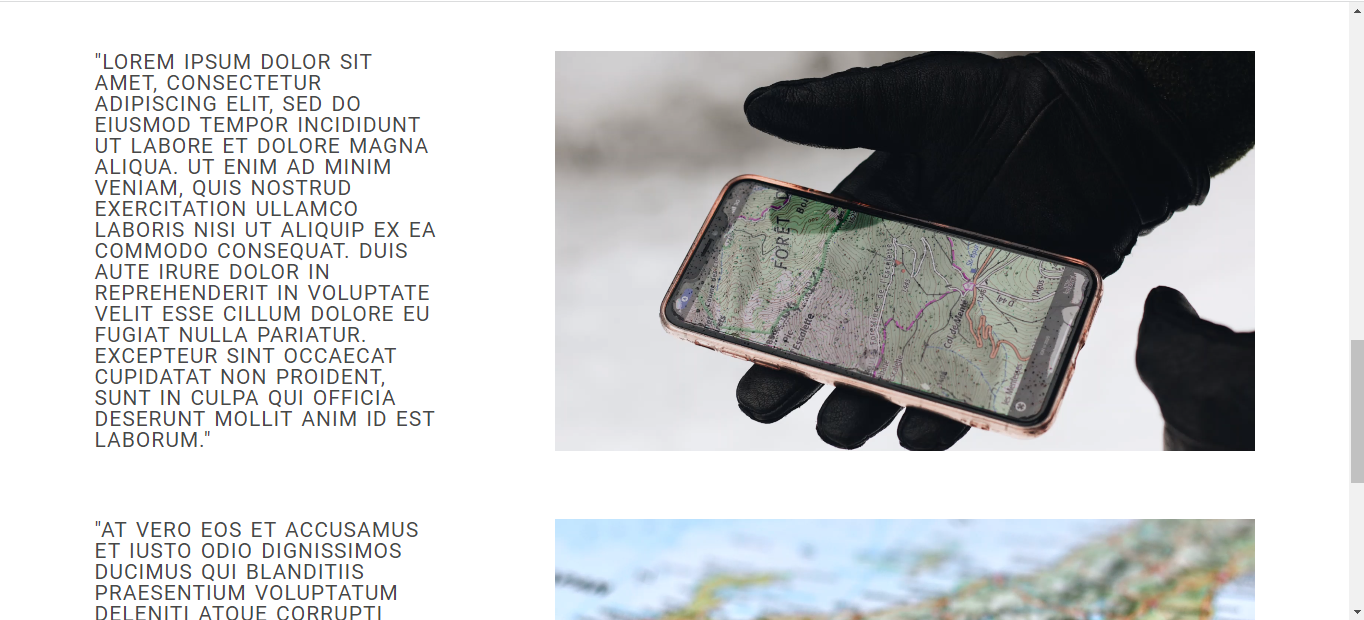 "LOREM IPSUM DOLOR SIT
AMET, CONSECTETUR
ADIPISCING ELIT, SED DO
EIUSMOD TEMPOR INCIDIDUNT
UT LABORE ET DOLORE MAGNA
ALIQUA. UT ENIM AD MINIM
VENIAM, QUIS NOSTRUD
EXERCITATION ULLAMCO
LABORIS NISI UT ALIQUIP EX EA
COMMODO CONSEQUAT. DUIS
AUTE IRURE DOLOR IN
REPREHENDERIT IN VOLUPTATE
VELIT ESSE CILLUM DOLORE EU
FUGIAT NULLA PARIATUR.
EXCEPTEUR SINT OCCAECAT
CUPIDATAT NON PROIDENT,
SUNT IN CULPA QUI OFFICIA
DESERUNT MOLLIT ANIM ID EST
LABORUM."
FORÊT
"AT VERO EOS ET ACCUSAMUS
ET IUSTO ODIO DIGNISSIMOS
DUCIMUS QUI BLANDITIIS
PRAESENTIUM VOLUPTATUM
DELENITI ATQUE CORRUPTI